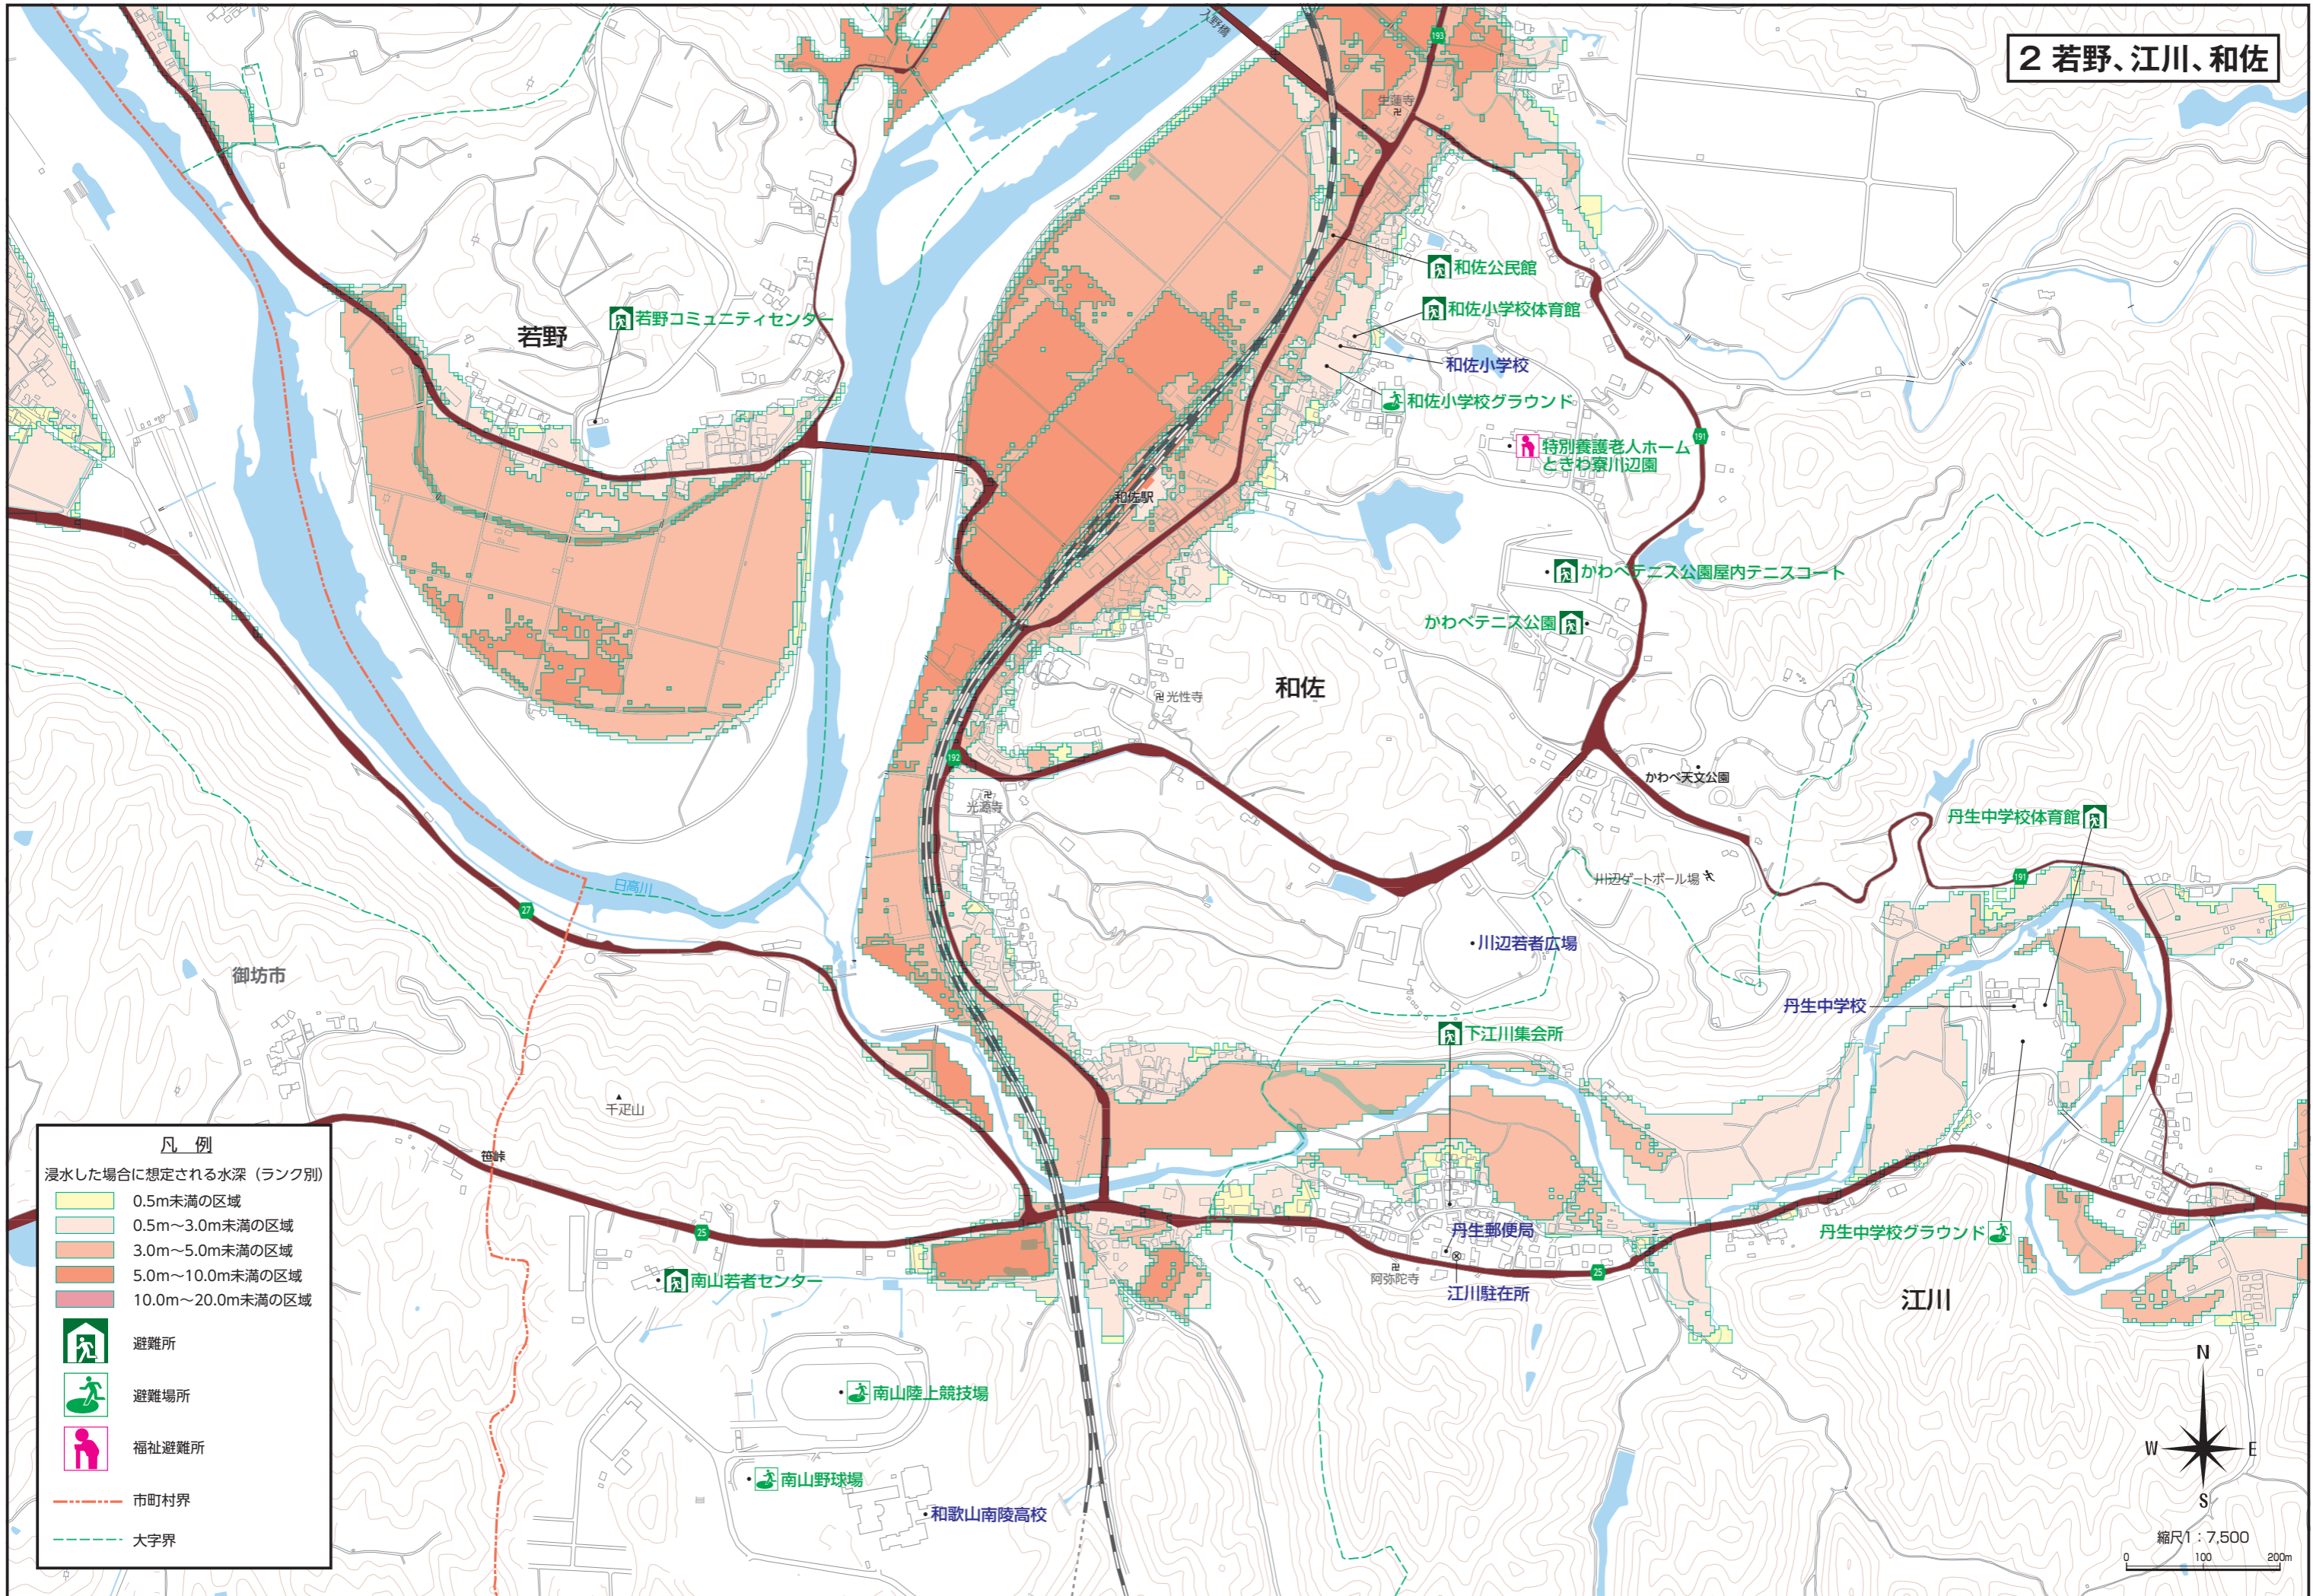 2 若野、江川、和佐
入野橋
193
生蓮寺
和佐公民館
若野コミュニティセンター
若野
和佐小学校体育館
和佐小学校
和佐小学校グラウンド
191
特別養護老人ホーム
ときわ寮川辺園
和佐駅
かわべテニス公園屋内テニスコート
かわべテニス公園
和佐
光性寺
192
かわべ天文公園
光源寺
丹生中学校体育館
日高川
川辺ゲートボール場
191
27
川辺若者広場
御坊市
丹生中学校
下江川集会所
千疋山
笹峠
25
丹生郵便局
丹生中学校グラウンド
南山若者センター
阿弥陀寺
25
江川駐在所
江川
南山陸上競技場
南山野球場
和歌山南陵高校
凡 例
浸水した場合に想定される水深（ランク別）
0.5m未満の区域
0.5m～3.0m未満の区域
3.0m～5.0m未満の区域
5.0m～10.0m未満の区域
10.0m～20.0m未満の区域
避難所
避難場所
福祉避難所
市町村界
大字界
N
W E
S
縮尺1：7,500
0 100 200m